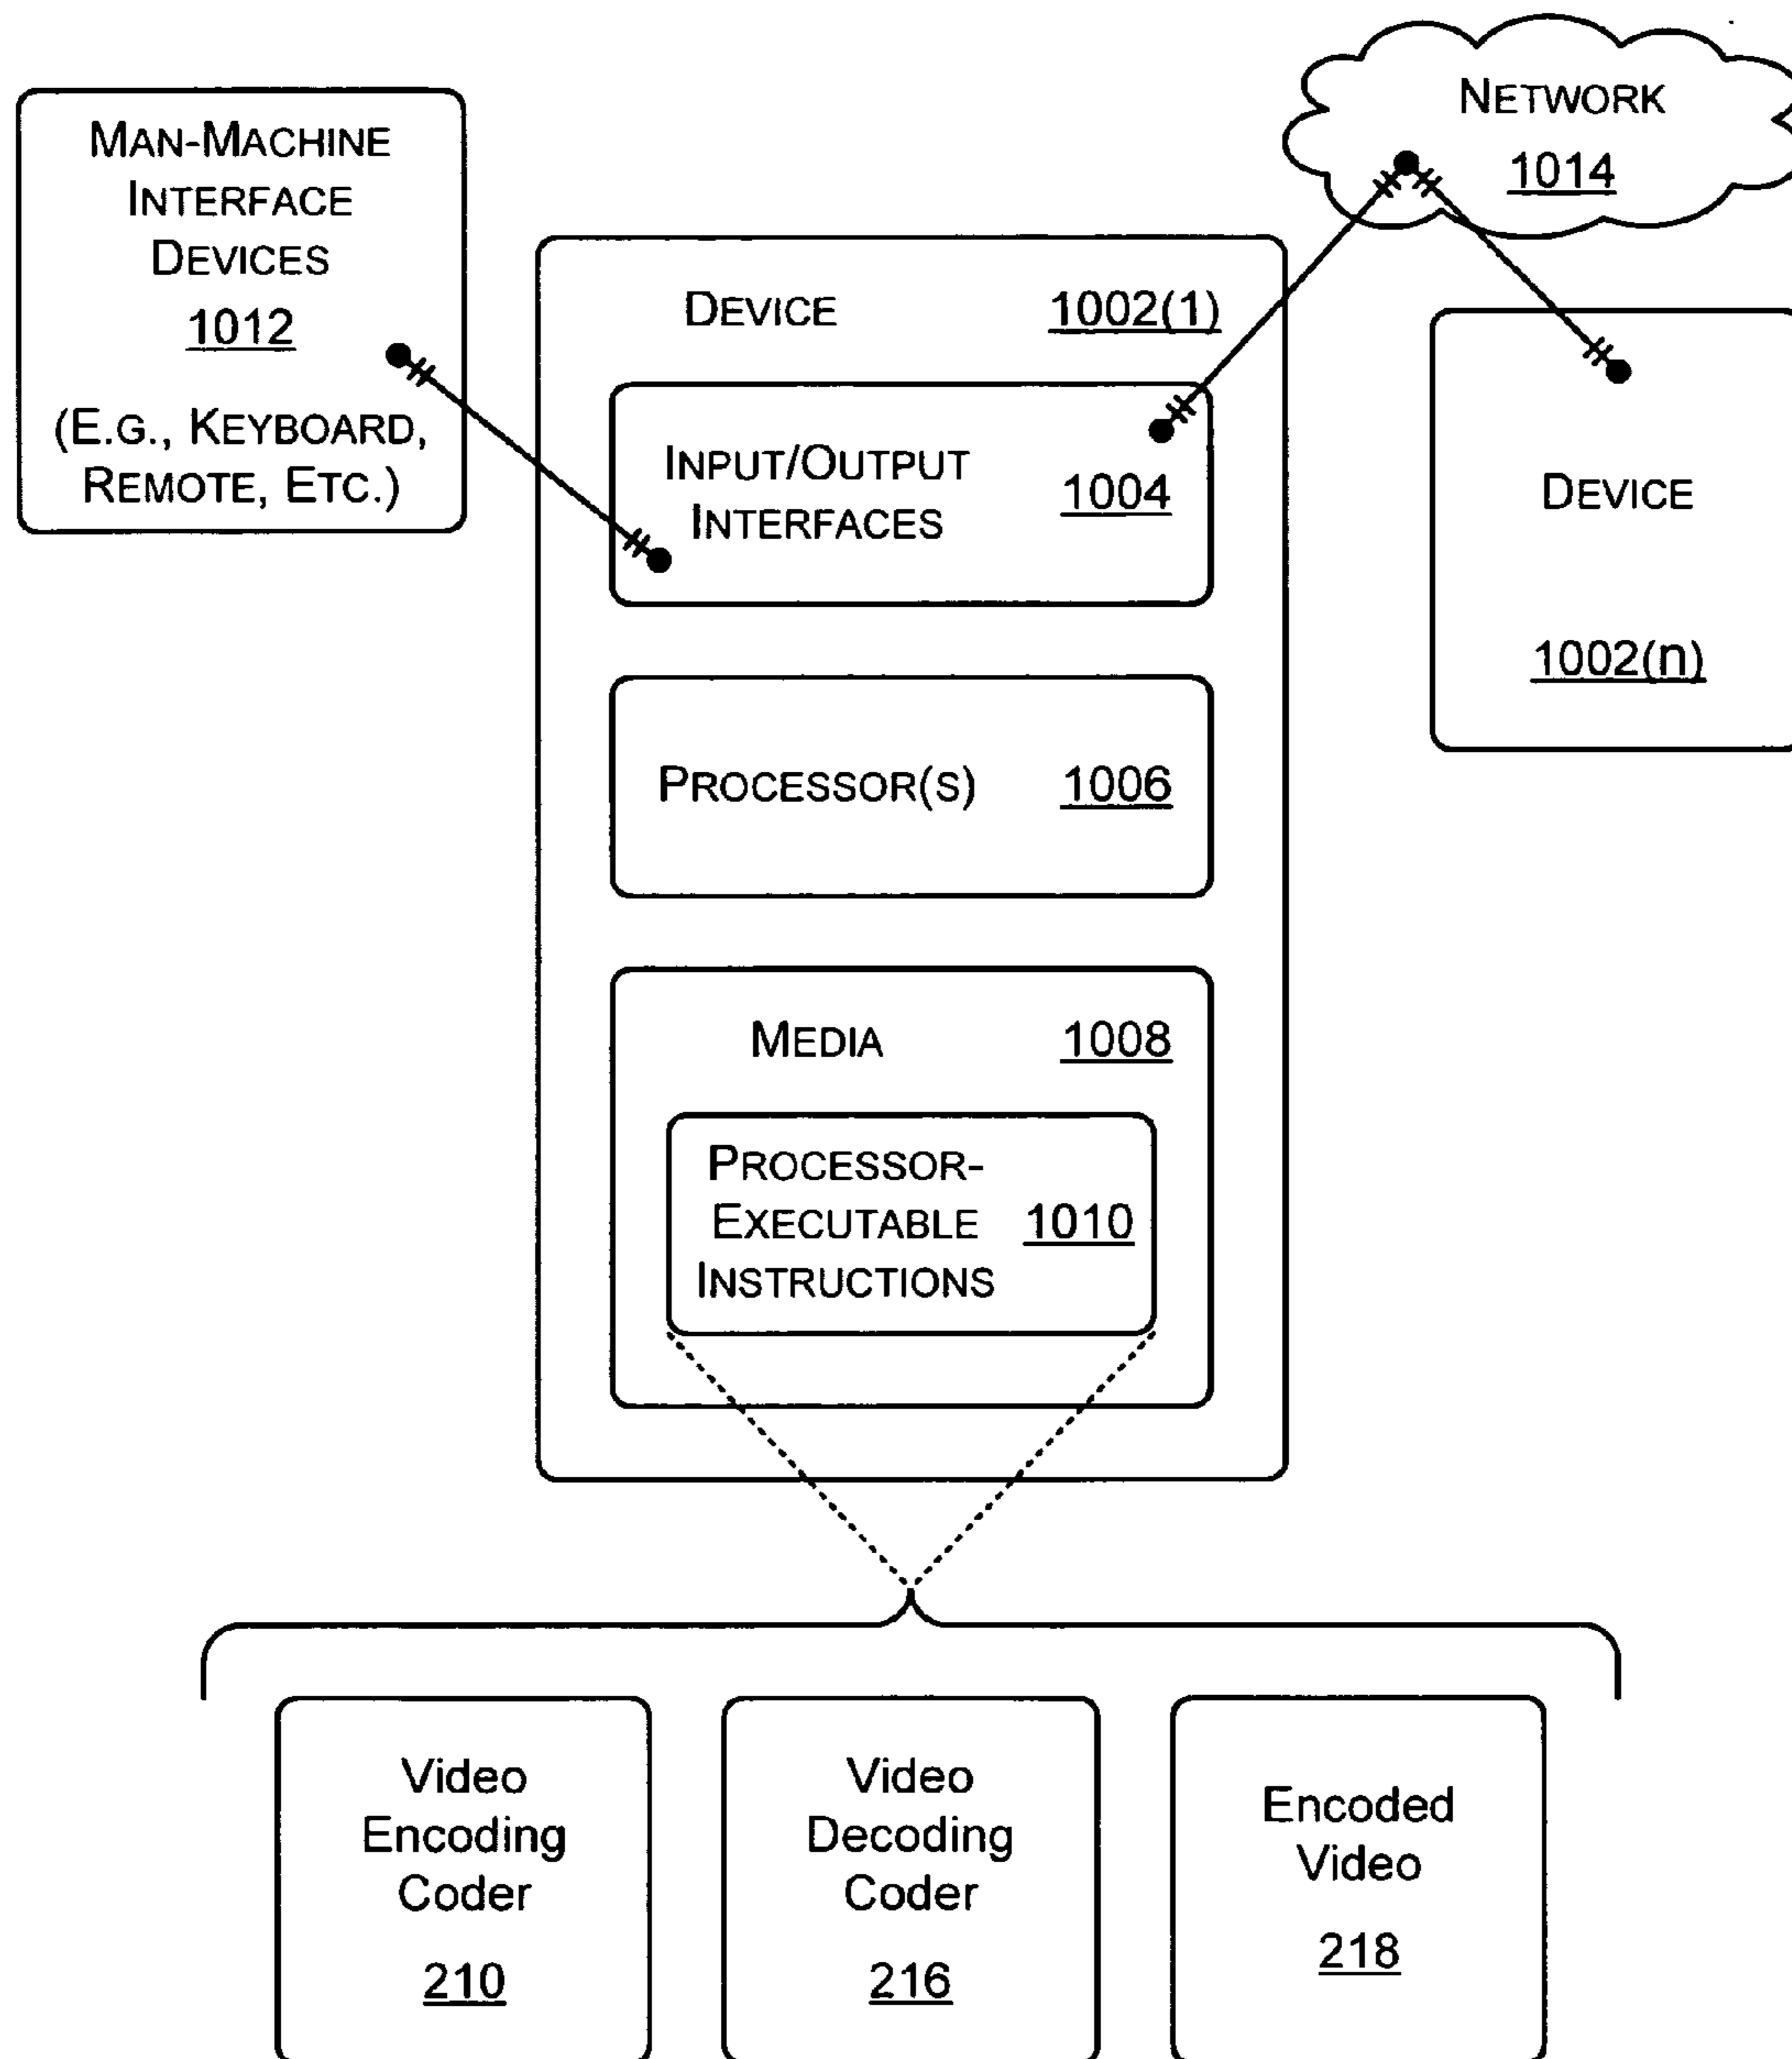 MAN-MACHINE
INTERFACE
DEVICES
1012
(E.G., KEYBOARD,
REMOTE, ETC.)
NETWORK
1014
DEVICE 1002(1)
INPUT/OUTPUT
INTERFACES
1004
DEVICE
1002(n)
PROCESSOR(S) 1006
MEDIA 1008
PROCESSOR-
EXECUTABLE
INSTRUCTIONS
1010
Video
Encoding
Coder
210
Video
Decoding
Coder
216
Encoded
Video
218